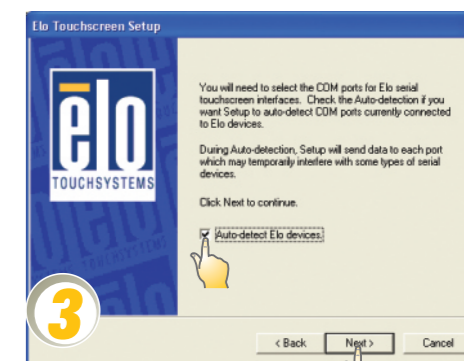 Elo Touchscreen Setup
elo
TOUCHSYSTEMS
You will need to select the COM ports for Elo serial
touchscreen interfaces. Check the Auto-detection if you
want Setup to auto-detect COM ports currently connected
to Elo devices.
During Auto-detection, Setup will send data to each port
which may temporarily interfere with some types of serial
devices.
Click Next to continue.
Auto-detect Elo devices.
3
< Back
Next >
Cancel